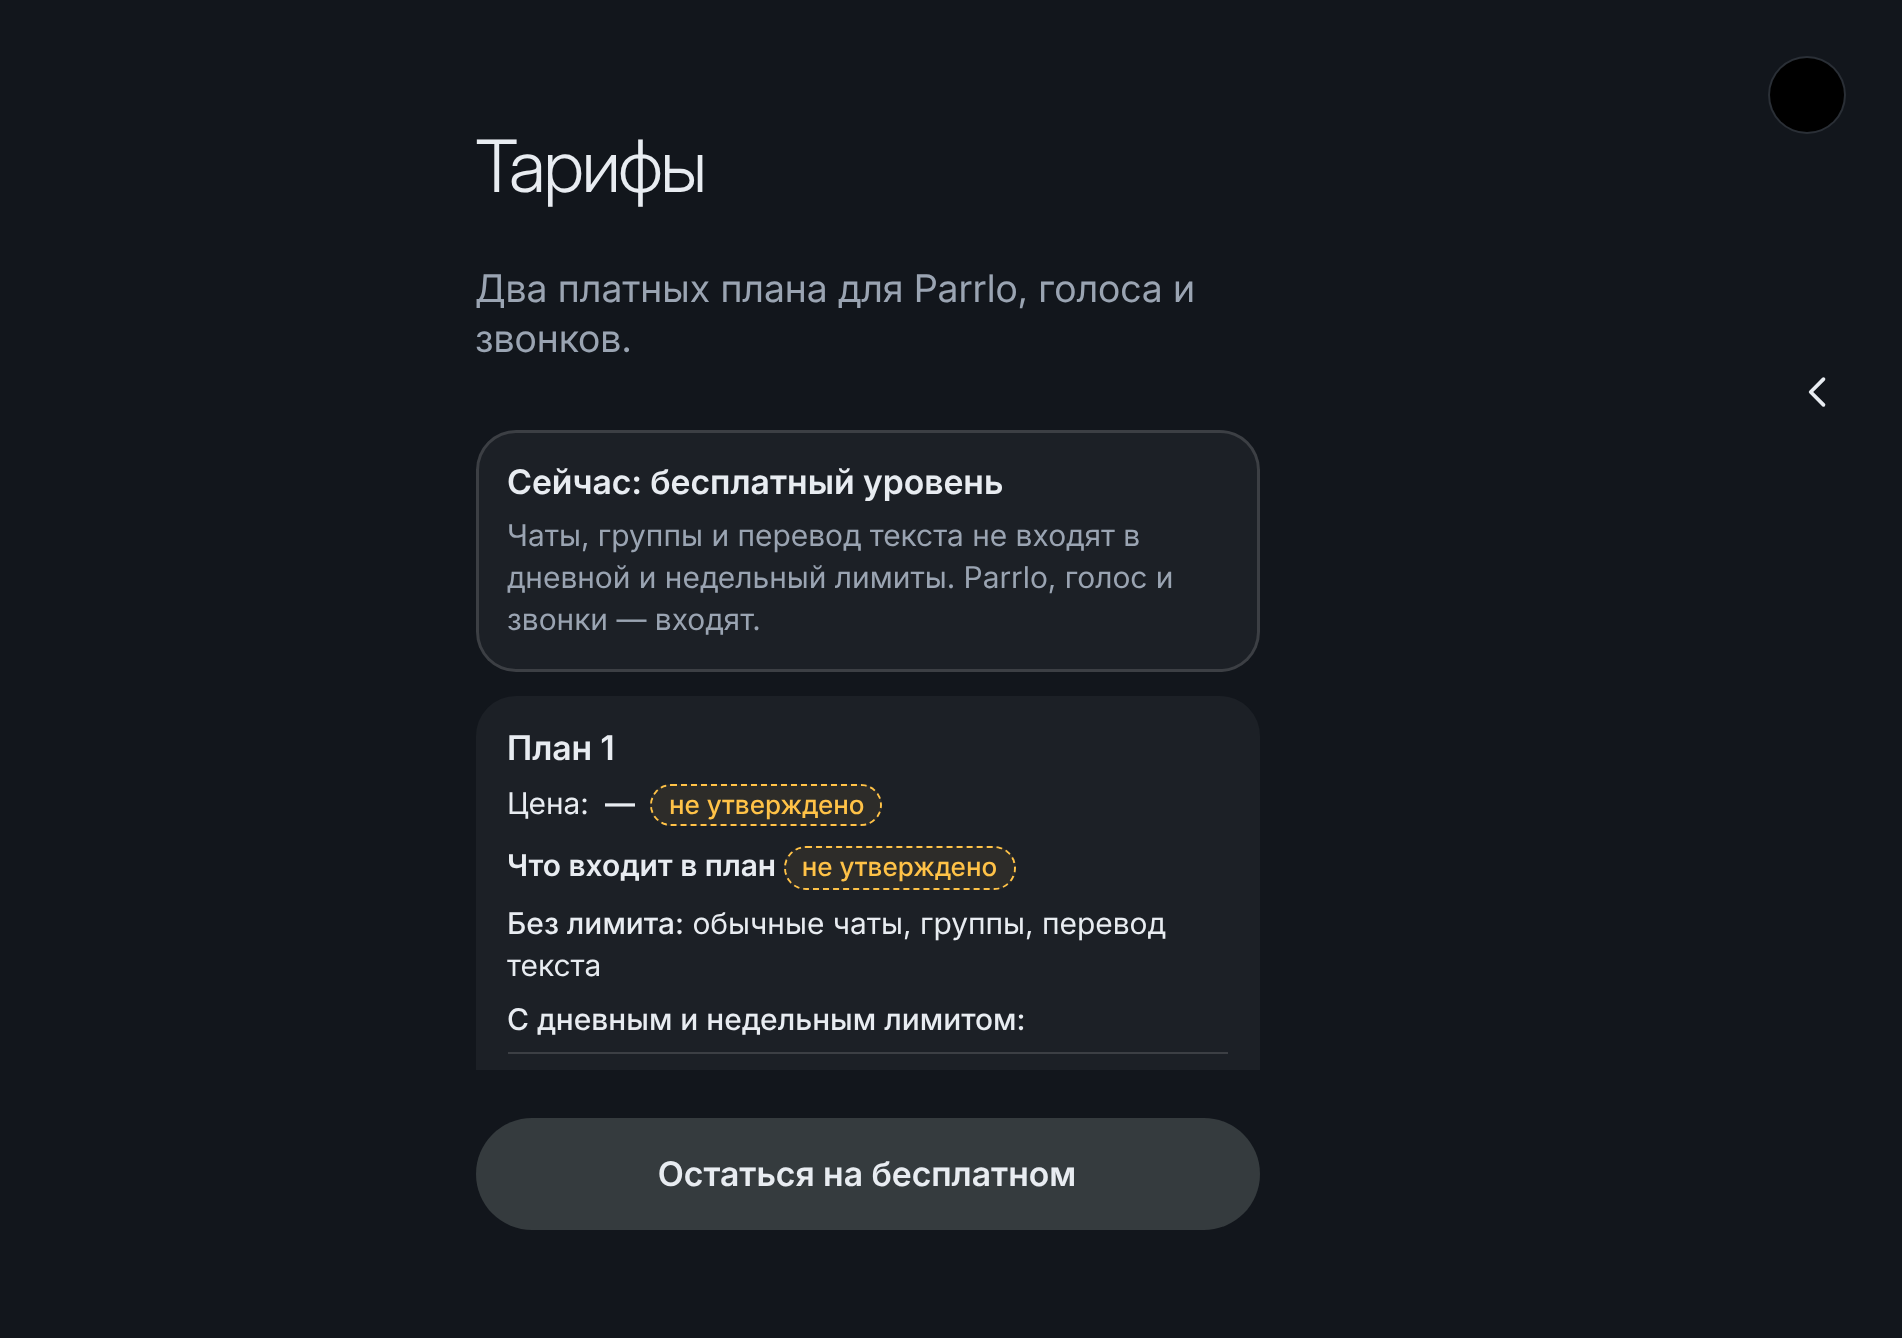 Тарифы
Два платных плана для Parrlo, голоса и
звонков.
Сейчас: бесплатный уровень
Чаты, группы и перевод текста не входят в
дневной и недельный лимиты. Parrlo, голос и
звонки — входят.
План 1
Цена: — не утверждено
Что входит в план не утверждено
Без лимита: обычные чаты, группы, перевод
текста
С дневным и недельным лимитом:
Остаться на бесплатном